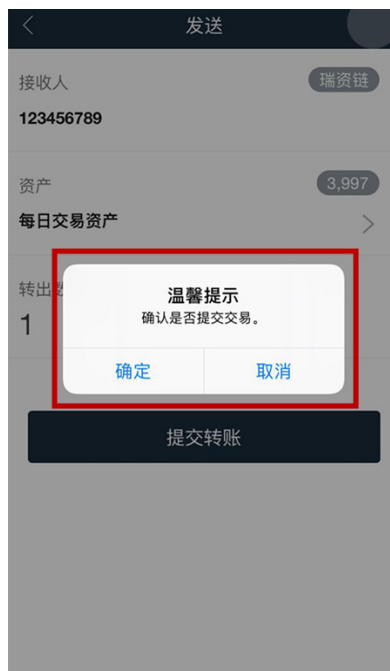 发送
接收人
瑞资链
123456789
资产
3,997
每日交易资产
转出
1
温馨提示
确认是否提交交易。
确定
取消
提交转账